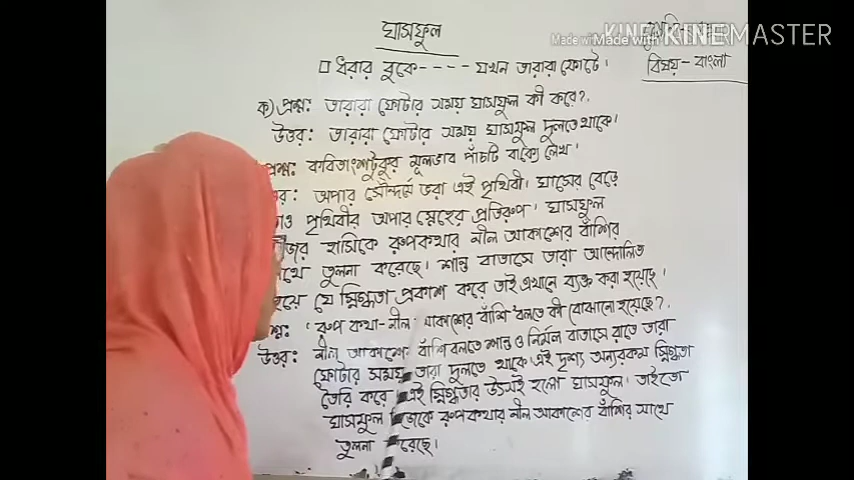 ঘাসফুল
KINEMASTER
Made with
বিষয় - বাংলা
□ ধরার বুকে---- যখন তারারা ফোটে।
ক) প্রশ্ন: তারারা ফোটার সময় ঘাসফুল কী করে?
উত্তর: তারারা ফোটার সময় ঘাসফুল দুলতে থাকে।
প্রশ্ন: কবিতাংশটুকুর মূলভাব পাঁচটি বাক্যে লেখ।
অপার সৌন্দর্যে ভরা এই পৃথিবী। ঘাসের বেড়ে
পৃথিবীর অপার স্নেহের প্রতিরুপ। ঘাসফুল
হাসিকে রুপকথার নীল আকাশের বাঁশির
তুলনা করেছে। শান্ত বাতাসে তারা আন্দোলিত
হয়ে যে স্নিগ্ধতা প্রকাশ করে তাই এখানে ব্যক্ত করা হয়েছে।
'রুপ কথা-নীল আকাশের বাঁশি' বলতে কী বোঝানো হয়েছে?
উত্তর: নীল আকাশের বাঁশি বলতে শান্ত ও নির্মল বাতাসে রাতে তারা
ফোটার সময় তারা দুলতে থাকে এই দৃশ্য অন্যরকম স্নিগ্ধতা
তৈরি করে। এই স্নিগ্ধতার উৎসই হলো ঘাসফুল। তাইতো
ঘাসফুল রুপকথার নীল আকাশের বাঁশির সাথে
তুলনা করেছে।